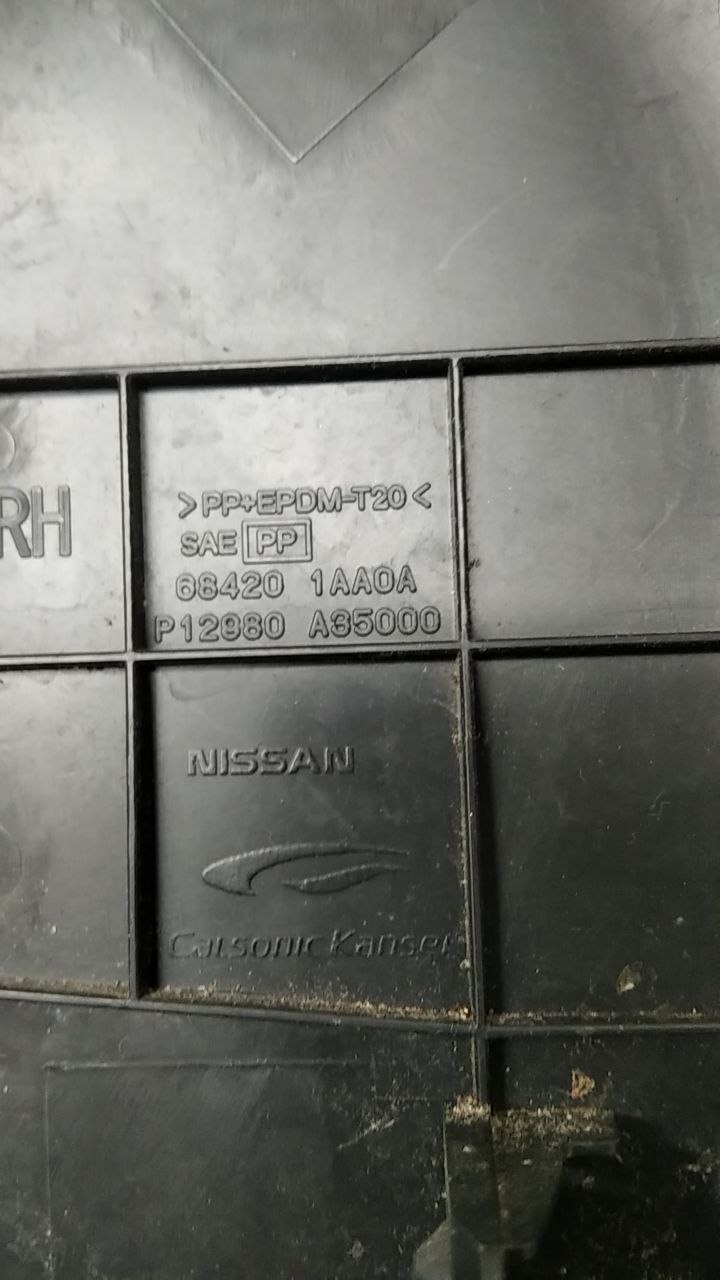 RH
>PP+EPDM-T20<
SAE PP
68420 1AA0A
P12980 A35000
NISSAN
Calsonic Kansei